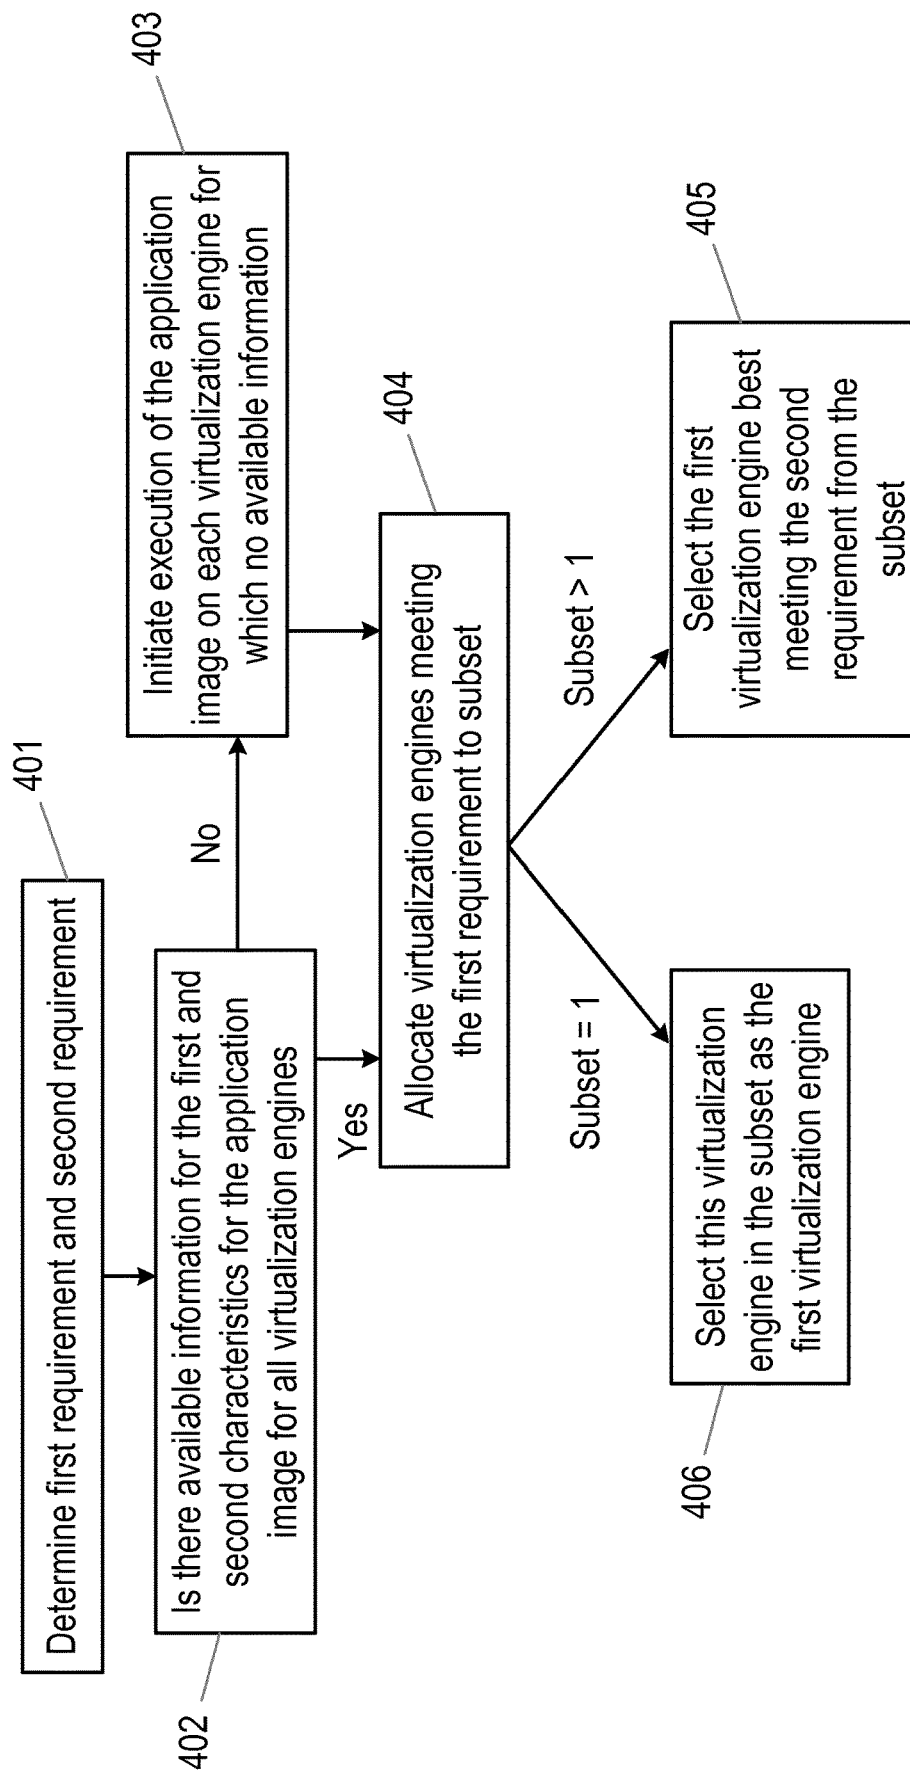 401
Determine first requirement and second requirement
402
Is there available information for the first and
second characteristics for the application
image for all virtualization engines
No
Yes
403
Initiate execution of the application
image on each virtualization engine for
which no available information
404
Allocate virtualization engines meeting
the first requirement to subset
Subset = 1
Subset > 1
406
Select this virtualization
engine in the subset as the
first virtualization engine
405
Select the first
virtualization engine best
meeting the second
requirement from the
subset